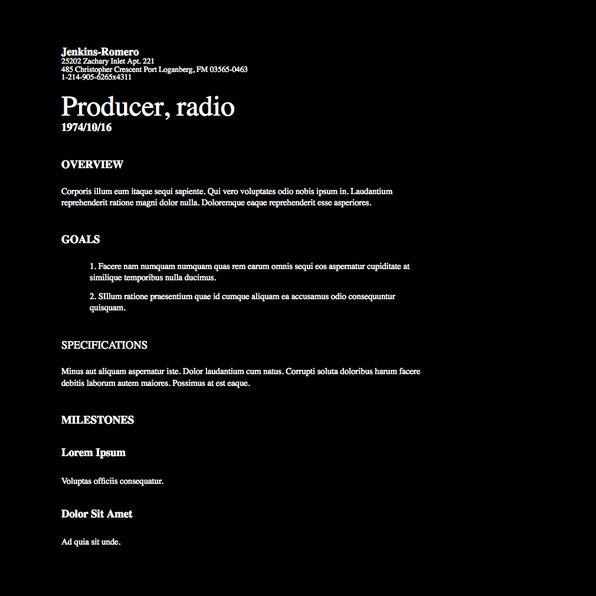 Jenkins-Romero
25202 Zachary Inlet Apt. 221
485 Christopher Crescent Port Loganberg, FM 03565-0463
1-214-905-6265x4311
Producer, radio
1974/10/16
OVERVIEW
Corporis illum eum itaque sequi sapiente. Qui vero voluptates odio nobis ipsum in. Laudantium
reprehenderit ratione magni dolor nulla. Doloremque eaque reprehenderit esse asperiores.
GOALS
1. Facere nam numquam numquam quas rem earum omnis sequi eos aspernatur cupiditate at
similique temporibus nulla ducimus.
2. SIllum ratione praesentium quae id cumque aliquam ea accusamus odio consequuntur
quisquam.
SPECIFICATIONS
Minus aut aliquam aspernatur iste. Dolor laudantium cum natus. Corrupti soluta doloribus harum facere
debitis laborum autem maiores. Possimus at est eaque.
MILESTONES
Lorem Ipsum
Voluptas officiis consequatur.
Dolor Sit Amet
Ad quia sit unde.